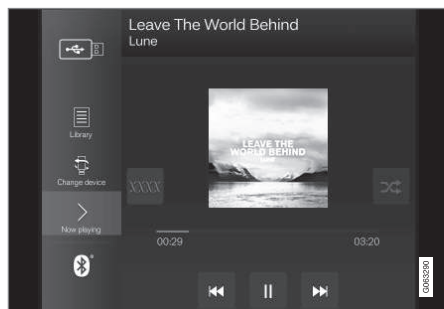 Leave The World Behind
Lune
Library
Change device
Now playing
LEAVE THE
WORLD BEHIND
LUNE
XXXX
00:29
03:20
G063290